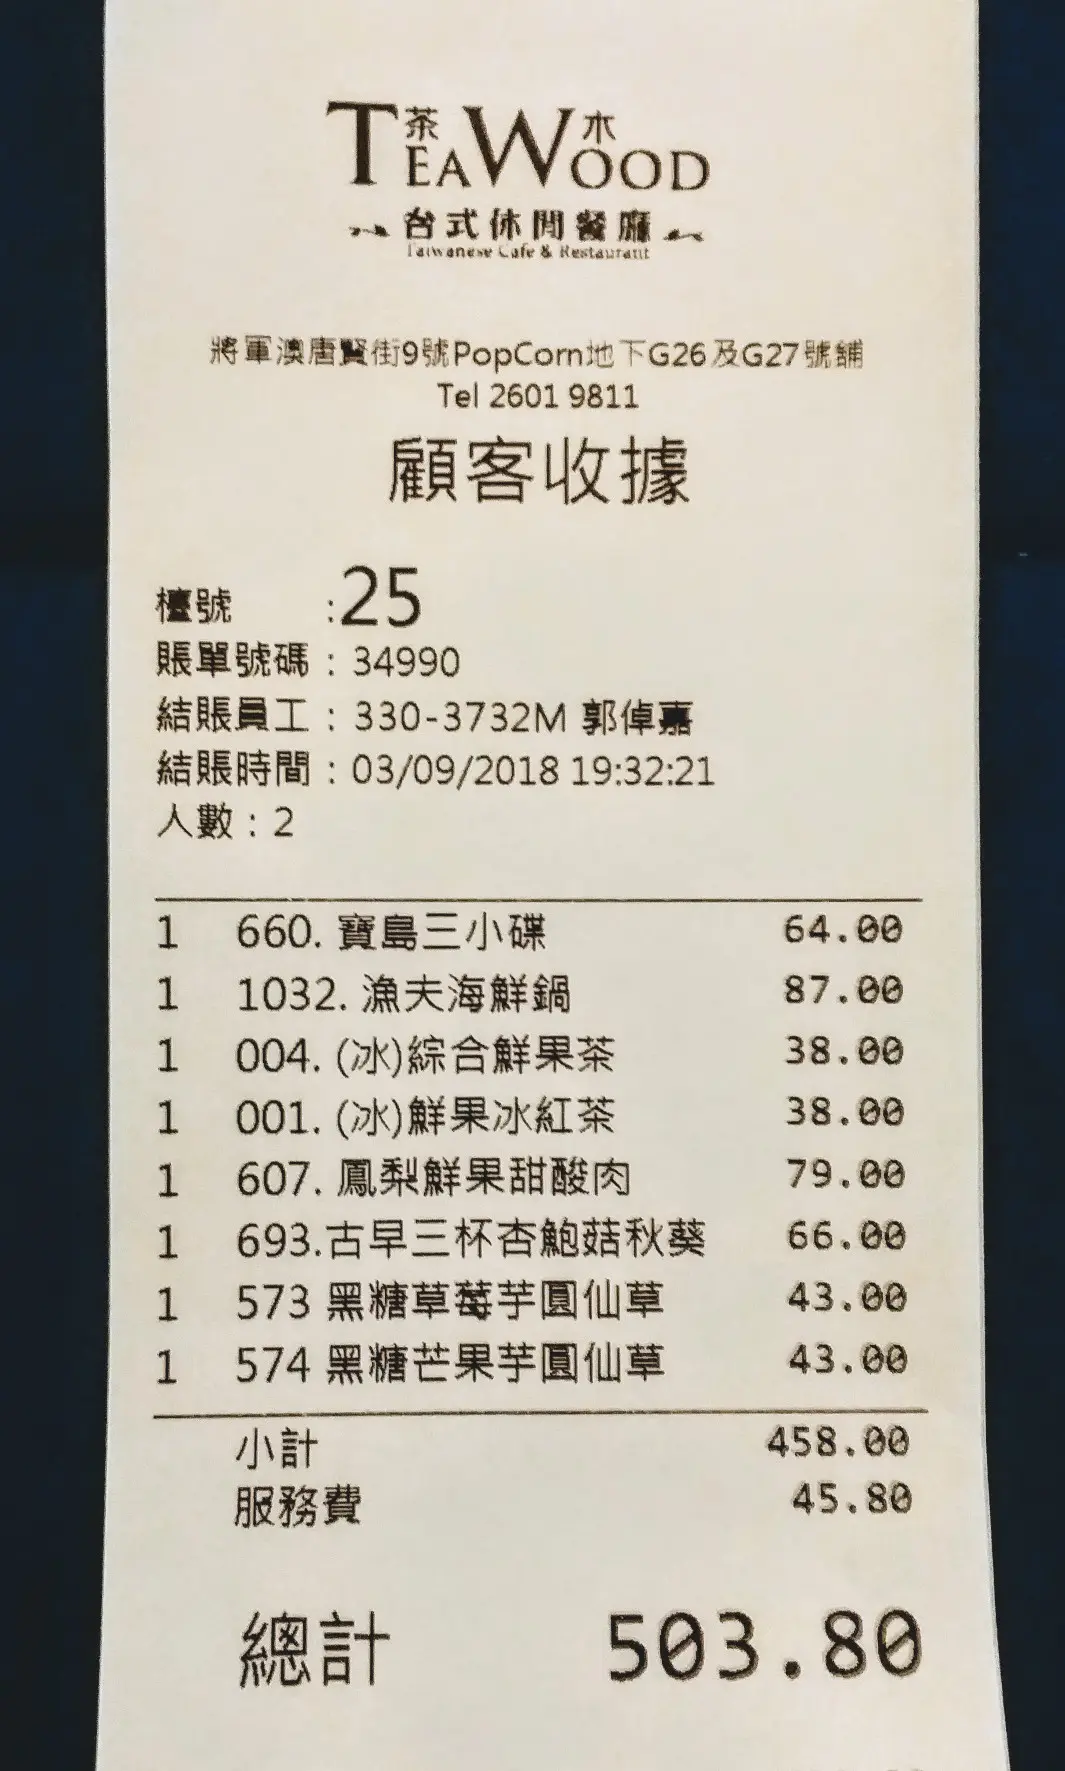 TEA WOOD 茶木
台式休閒餐廳
Taiwanese Cafe & Restaurant
將軍澳唐賢街9號PopCorn地下G26及G27號舖
Tel 2601 9811
顧客收據
檯號 :25
賬單號碼 : 34990
結賬員工 : 330-3732M 郭倬嘉
結賬時間 : 03/09/2018 19:32:21
人數 : 2
1 660. 寶島三小碟 64.00
1 1032. 漁夫海鮮鍋 87.00
1 004. (冰)綜合鮮果茶 38.00
1 001. (冰)鮮果冰紅茶 38.00
1 607. 鳳梨鮮果甜酸肉 79.00
1 693.古早三杯杏鮑菇秋葵 66.00
1 573 黑糖草莓芋圓仙草 43.00
1 574 黑糖芒果芋圓仙草 43.00
小計 458.00
服務費 45.80
總計 503.80